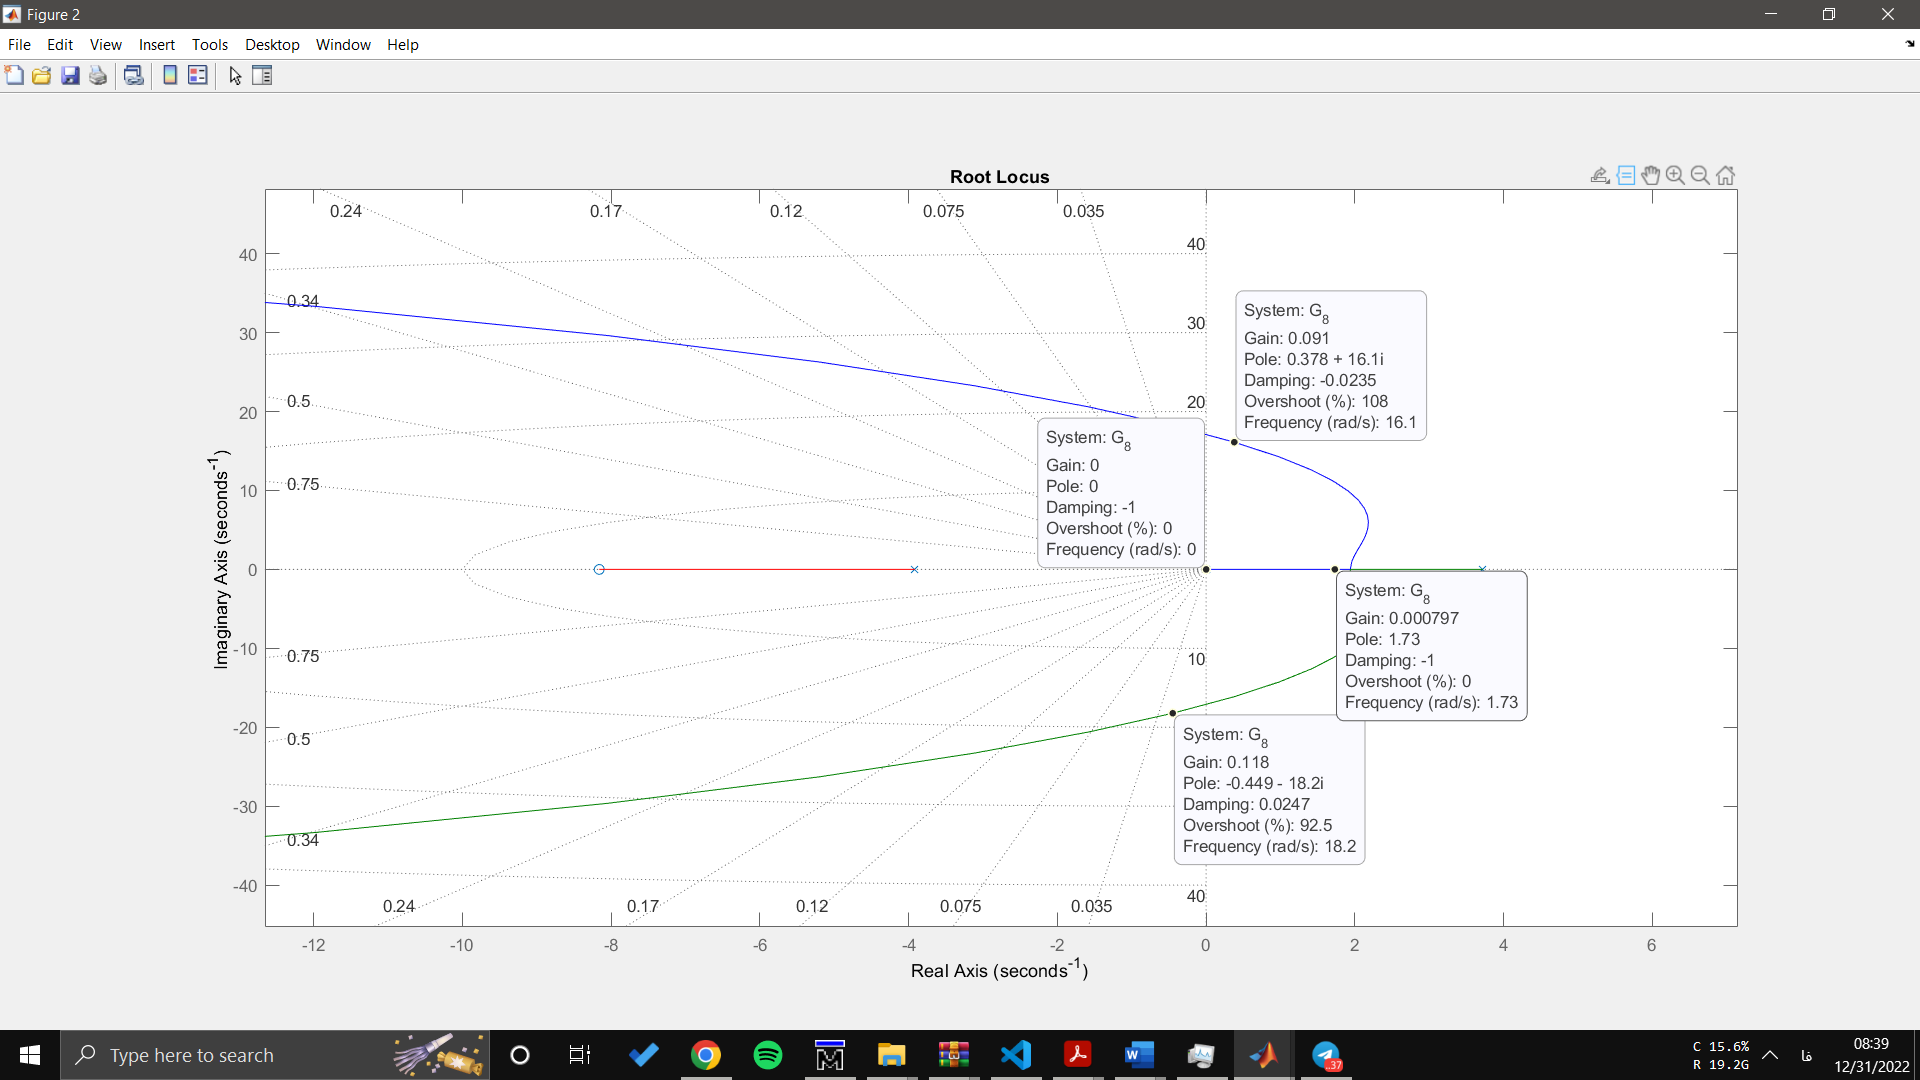 Figure 2
File Edit View Insert Tools Desktop Window Help
Root Locus
0.24 0.17 0.12 0.075 0.035
40
30
20
10
0.34
0.5
0.75
0.75
0.5
0.34
0.24 0.17 0.12 0.075 0.035
40
40
30
20
10
0
-10
-20
-30
-40
Imaginary Axis (seconds-1)
-12 -10 -8 -6 -4 -2 0 2 4 6
Real Axis (seconds-1)
System: G8
Gain: 0.091
Pole: 0.378 + 16.1i
Damping: -0.0235
Overshoot (%): 108
Frequency (rad/s): 16.1
System: G8
Gain: 0
Pole: 0
Damping: -1
Overshoot (%): 0
Frequency (rad/s): 0
System: G8
Gain: 0.000797
Pole: 1.73
Damping: -1
Overshoot (%): 0
Frequency (rad/s): 1.73
System: G8
Gain: 0.118
Pole: -0.449 - 18.2i
Damping: 0.0247
Overshoot (%): 92.5
Frequency (rad/s): 18.2
Type here to search
C 15.6%
R 19.2G
فا
08:39
12/31/2022
37